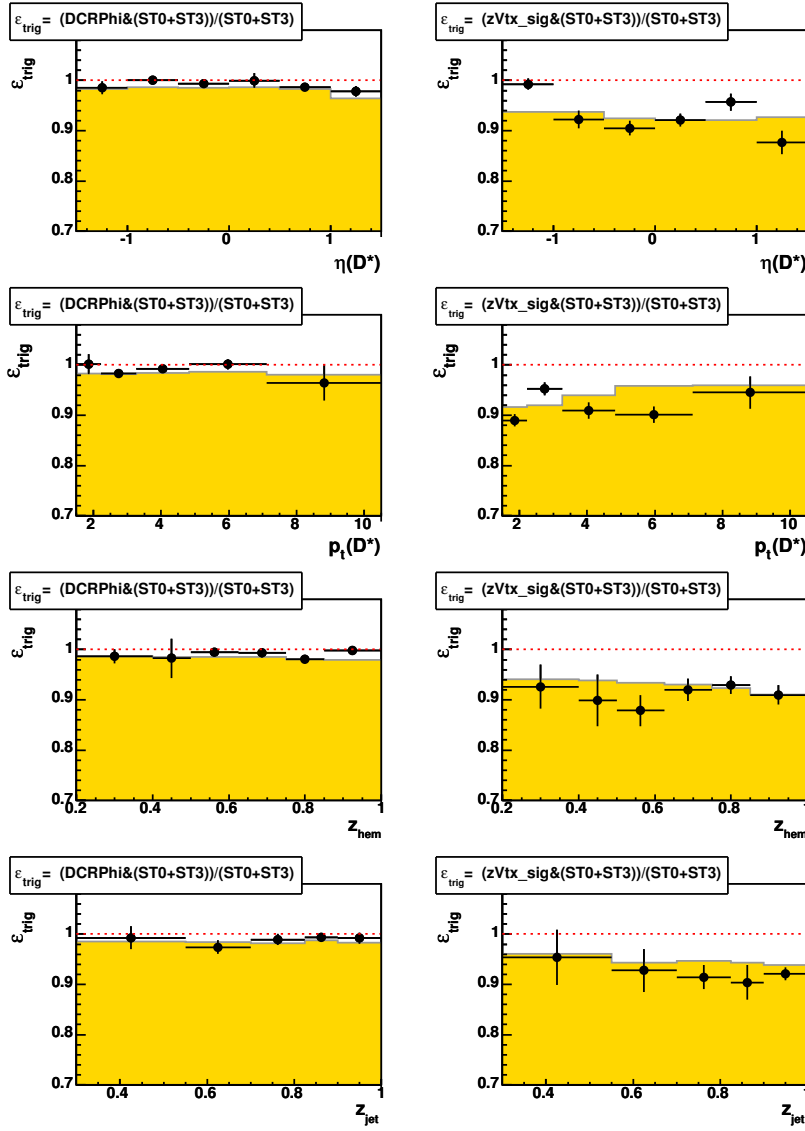 ε_trig = (DCRPhi&(ST0+ST3))/(ST0+ST3)
ε_trig
1
0.9
0.8
0.7
-1 0 1
η(D*)
ε_trig = (zVtx_sig&(ST0+ST3))/(ST0+ST3)
ε_trig
1
0.9
0.8
0.7
-1 0 1
η(D*)
ε_trig = (DCRPhi&(ST0+ST3))/(ST0+ST3)
ε_trig
1
0.9
0.8
0.7
2 4 6 8 10
p_t(D*)
ε_trig = (zVtx_sig&(ST0+ST3))/(ST0+ST3)
ε_trig
1
0.9
0.8
0.7
2 4 6 8 10
p_t(D*)
ε_trig = (DCRPhi&(ST0+ST3))/(ST0+ST3)
ε_trig
1
0.9
0.8
0.7
0.2 0.4 0.6 0.8 1
z_hem
ε_trig = (zVtx_sig&(ST0+ST3))/(ST0+ST3)
ε_trig
1
0.9
0.8
0.7
0.2 0.4 0.6 0.8 1
z_hem
ε_trig = (DCRPhi&(ST0+ST3))/(ST0+ST3)
ε_trig
1
0.9
0.8
0.7
0.4 0.6 0.8 1
z_jet
ε_trig = (zVtx_sig&(ST0+ST3))/(ST0+ST3)
ε_trig
1
0.9
0.8
0.7
0.4 0.6 0.8 1
z_jet